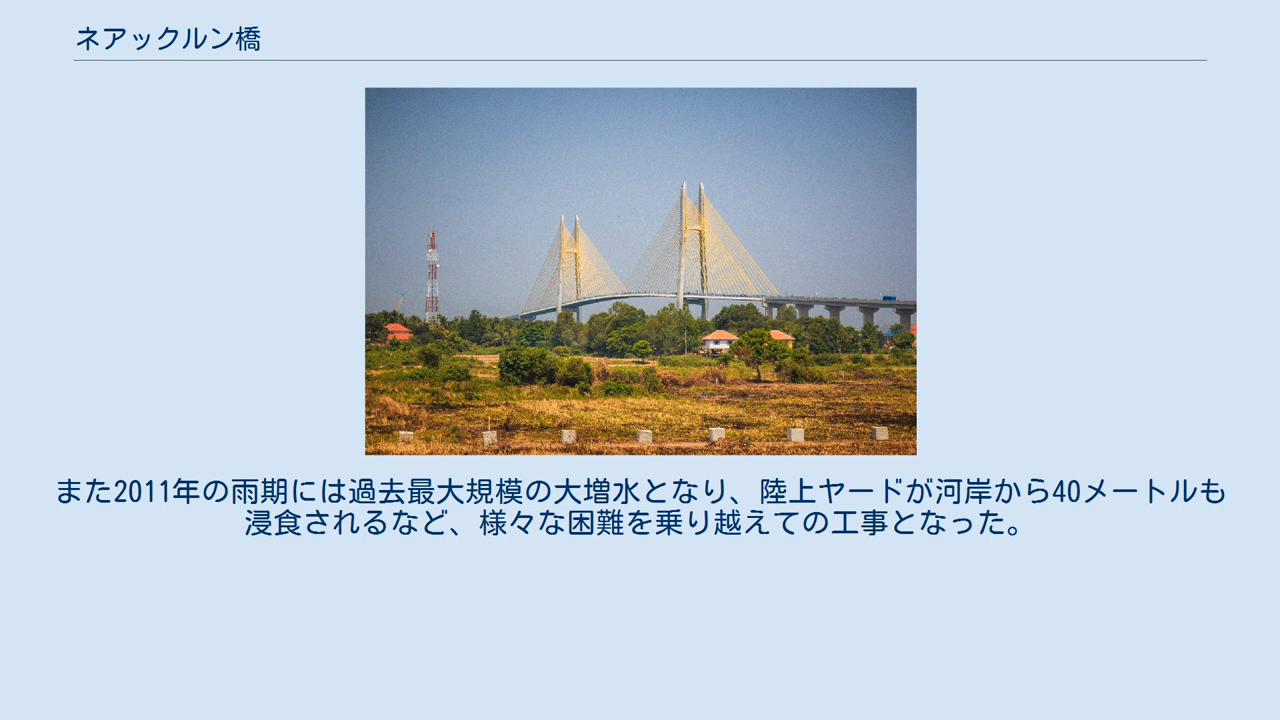 ネアックルン橋
また2011年の雨期には過去最大規模の大増水となり、陸上ヤードが河岸から40メートルも
浸食されるなど、様々な困難を乗り越えての工事となった。